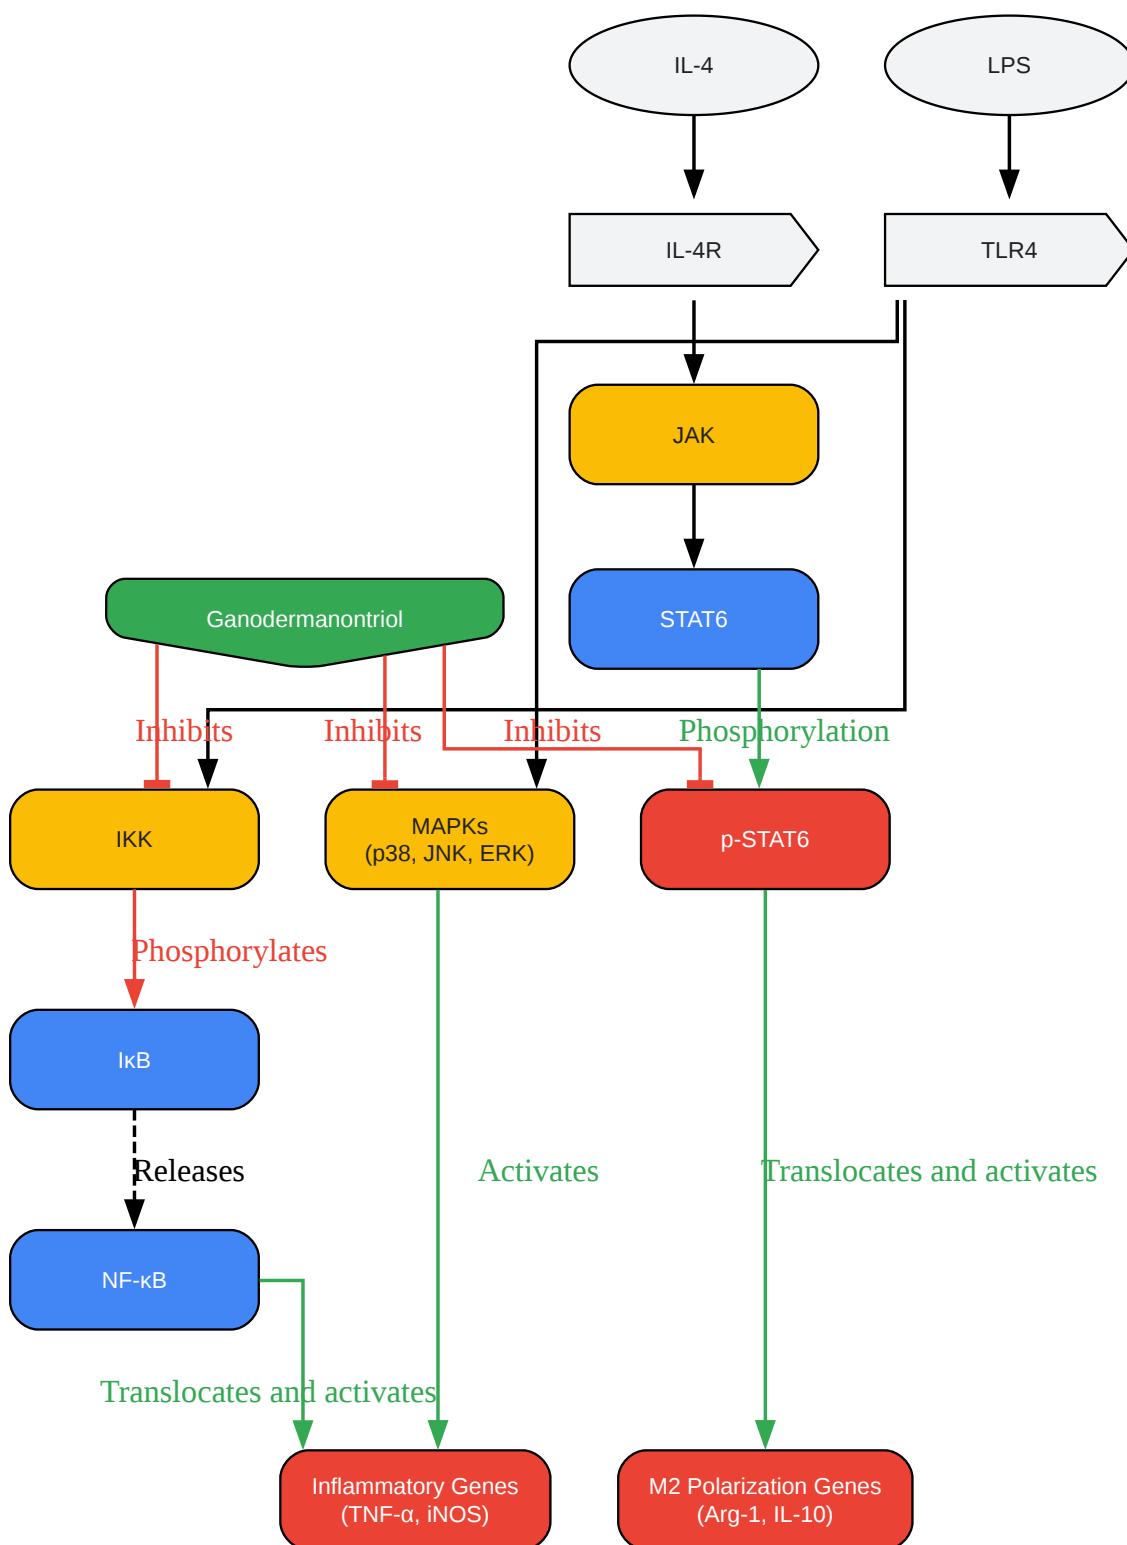 IL-4
LPS
IL-4R
TLR4
JAK
Ganodermanontriol
STAT6
Inhibits
Inhibits
Inhibits
Phosphorylation
IKK
MAPKs
(p38, JNK, ERK)
p-STAT6
Phosphorylates
IκB
Releases
Activates
Translocates and activates
NF-κB
Translocates and activates
Inflammatory Genes
(TNF-α, iNOS)
M2 Polarization Genes
(Arg-1, IL-10)